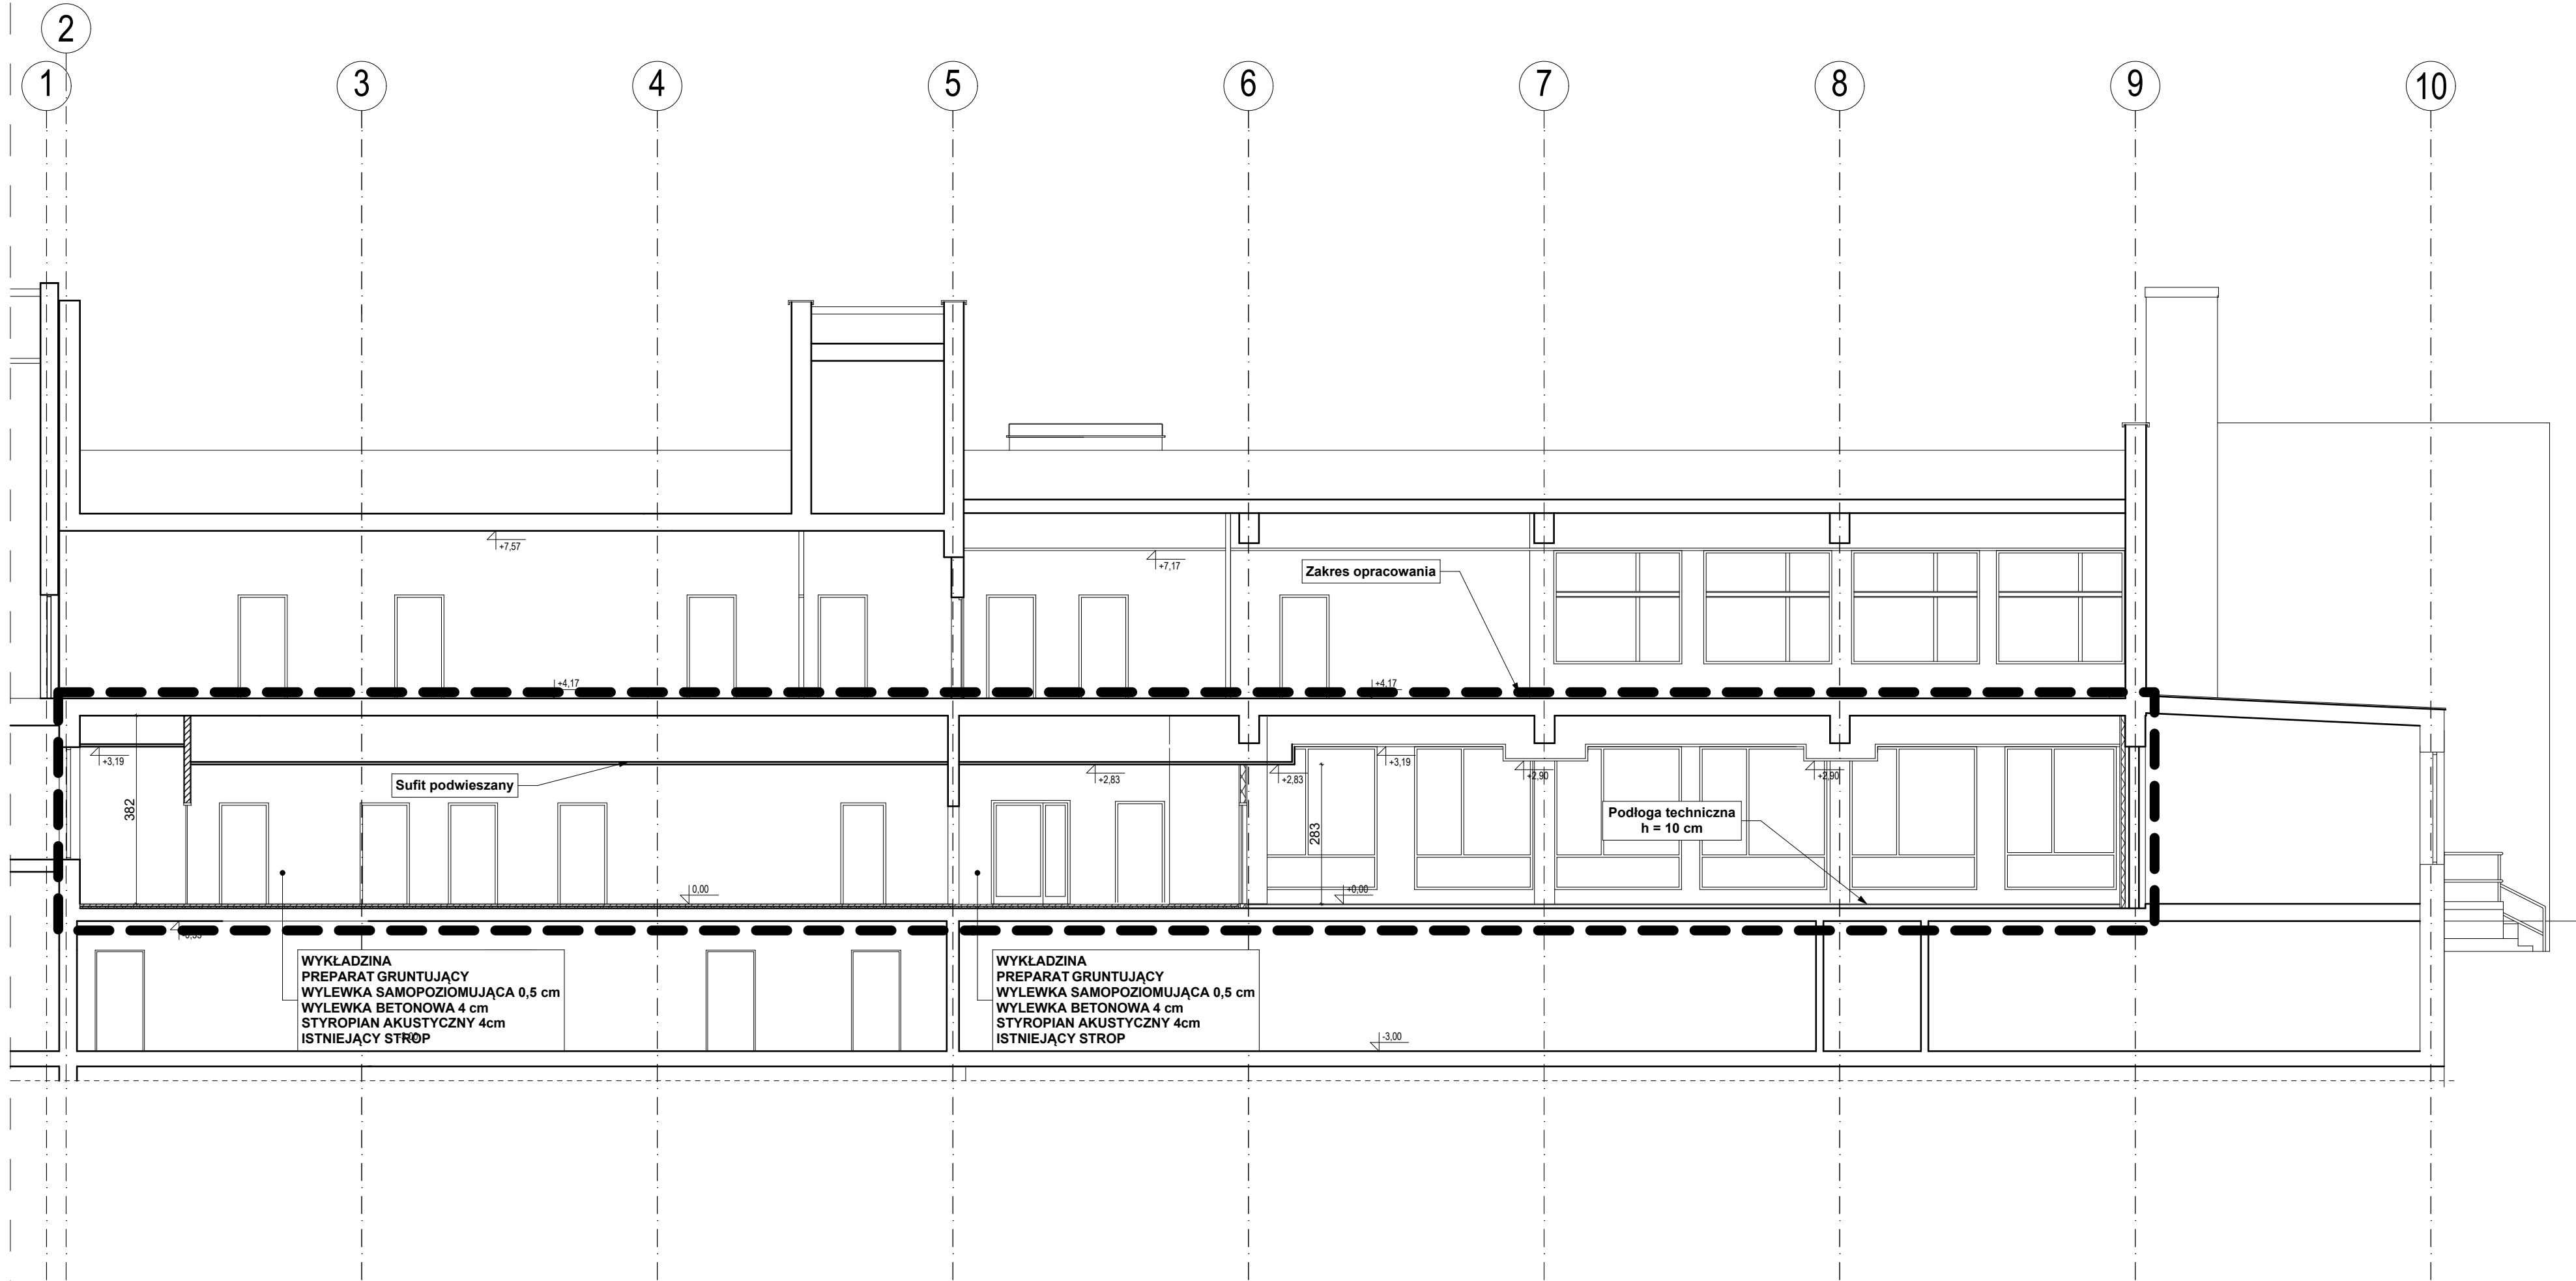 2
1
3
4
5
6
7
8
9
10
+7,57
+7,17
Zakres opracowania
+4,17
+4,17
+3,19
Sufit podwieszany
+2,83
+2,83
+3,19
+2,90
+2,90
382
283
Podłoga techniczna
h = 10 cm
0,00
+0,00
WYKŁADZINA
PREPARAT GRUNTUJĄCY
WYLEWKA SAMOPOZIOMUJĄCA 0,5 cm
WYLEWKA BETONOWA 4 cm
STYROPIAN AKUSTYCZNY 4cm
ISTNIEJĄCY STROP
WYKŁADZINA
PREPARAT GRUNTUJĄCY
WYLEWKA SAMOPOZIOMUJĄCA 0,5 cm
WYLEWKA BETONOWA 4 cm
STYROPIAN AKUSTYCZNY 4cm
ISTNIEJĄCY STROP
-3,00